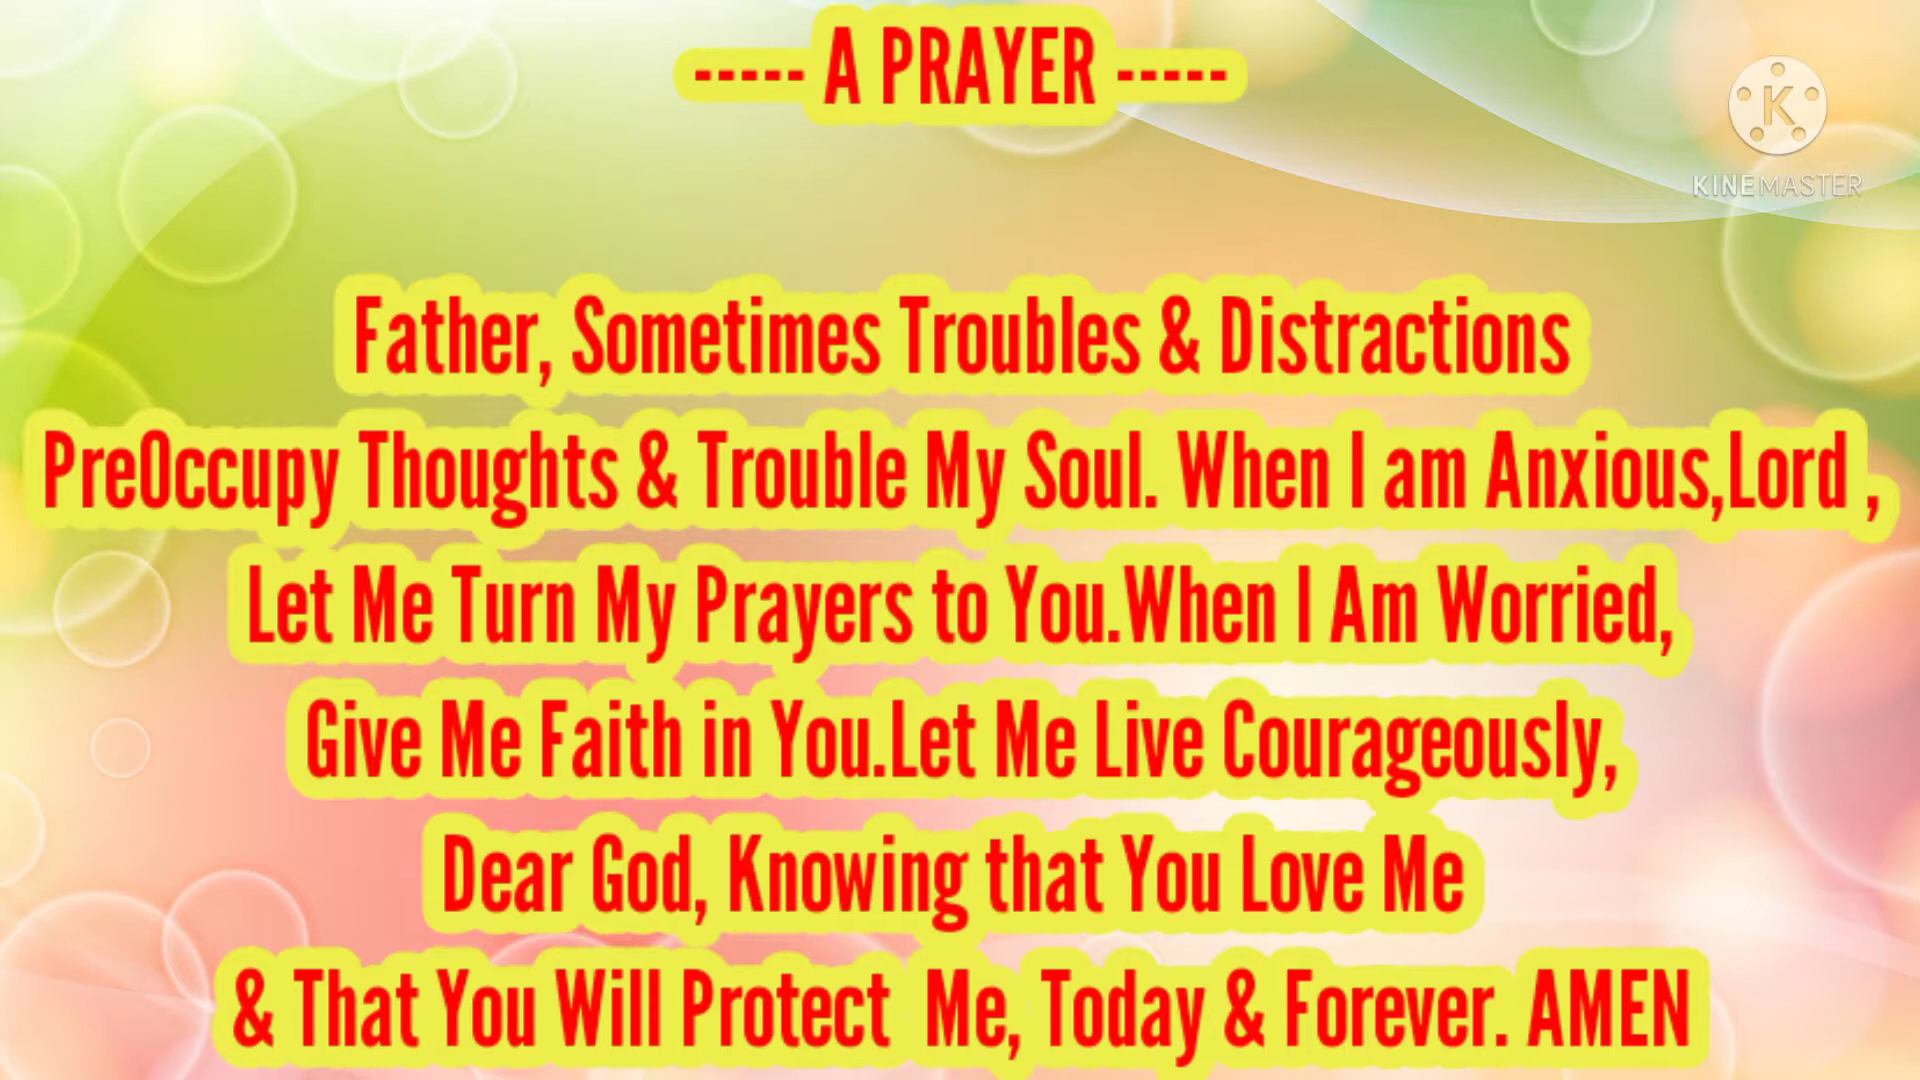 ----- A PRAYER -----
K
KINEMASTER
Father, Sometimes Troubles & Distractions
PreOccupy Thoughts & Trouble My Soul. When I am Anxious,Lord ,
Let Me Turn My Prayers to You.When I Am Worried,
Give Me Faith in You.Let Me Live Courageously,
Dear God, Knowing that You Love Me
& That You Will Protect  Me, Today & Forever. AMEN